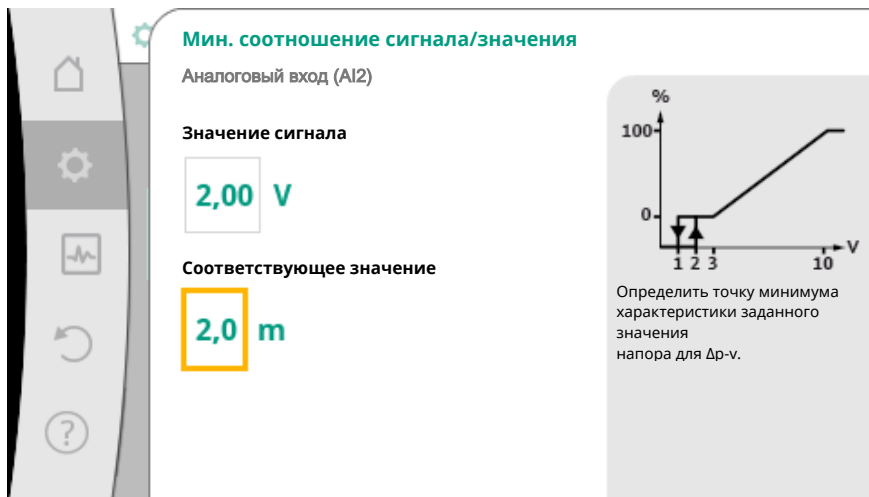 Мин. соотношение сигнала/значения
Аналоговый вход (AI2)
Значение сигнала
2,00 V
Соответствующее значение
2,0 m
%
100
0
1 2 3 10 V
Определить точку минимума
характеристики заданного
значения
напора для Δp-v.
?